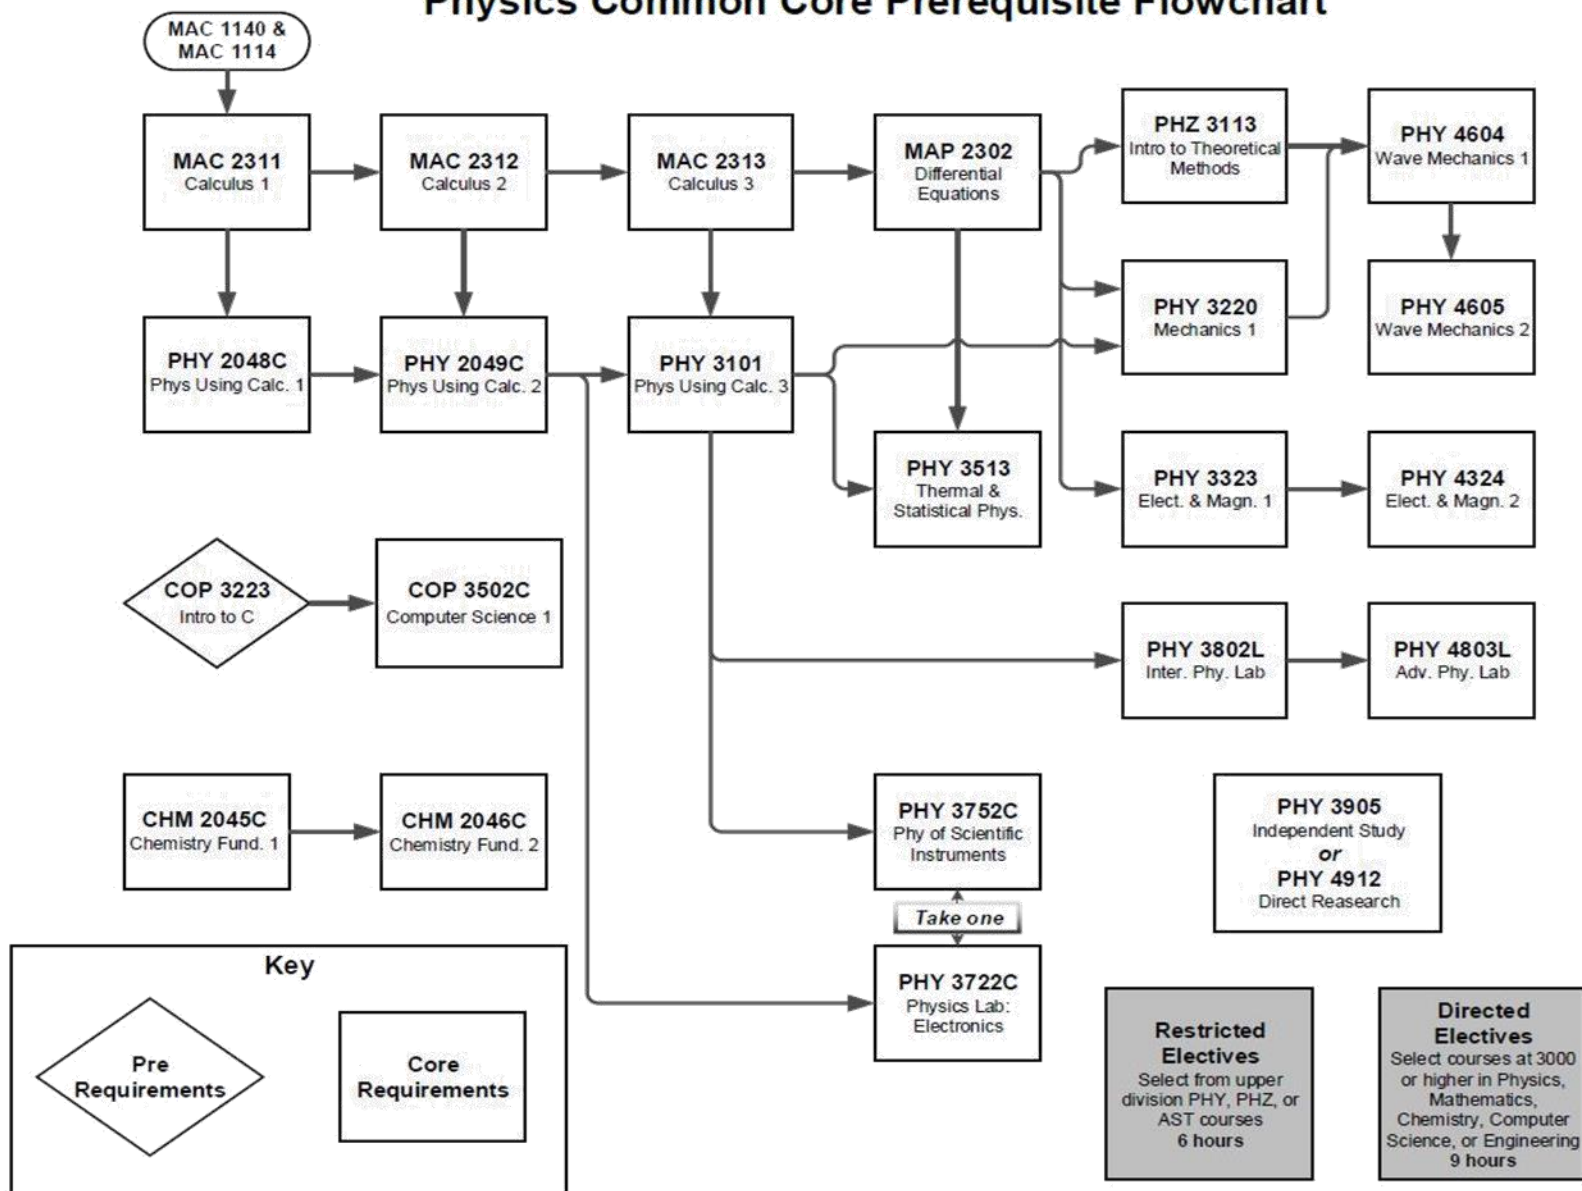 Physics Common Core Prerequisite Flowchart
MAC 1140 &
MAC 1114
MAC 2311
Calculus 1
MAC 2312
Calculus 2
MAC 2313
Calculus 3
MAP 2302
Differential
Equations
PHZ 3113
Intro to Theoretical
Methods
PHY 4604
Wave Mechanics 1
PHY 3220
Mechanics 1
PHY 4605
Wave Mechanics 2
PHY 2048C
Phys Using Calc. 1
PHY 2049C
Phys Using Calc. 2
PHY 3101
Phys Using Calc. 3
PHY 3513
Thermal &
Statistical Phys.
PHY 3323
Elect. & Magn. 1
PHY 4324
Elect. & Magn. 2
COP 3223
Intro to C
COP 3502C
Computer Science 1
PHY 3802L
Inter. Phy. Lab
PHY 4803L
Adv. Phy. Lab
CHM 2045C
Chemistry Fund. 1
CHM 2046C
Chemistry Fund. 2
PHY 3752C
Phy of Scientific
Instruments
PHY 3905
Independent Study
or
PHY 4912
Direct Reasearch
Take one
PHY 3722C
Physics Lab:
Electronics
Key
Pre
Requirements
Core
Requirements
Restricted
Electives
Select from upper
division PHY, PHZ, or
AST courses
6 hours
Directed
Electives
Select courses at 3000
or higher in Physics,
Mathematics,
Chemistry, Computer
Science, or Engineering
9 hours